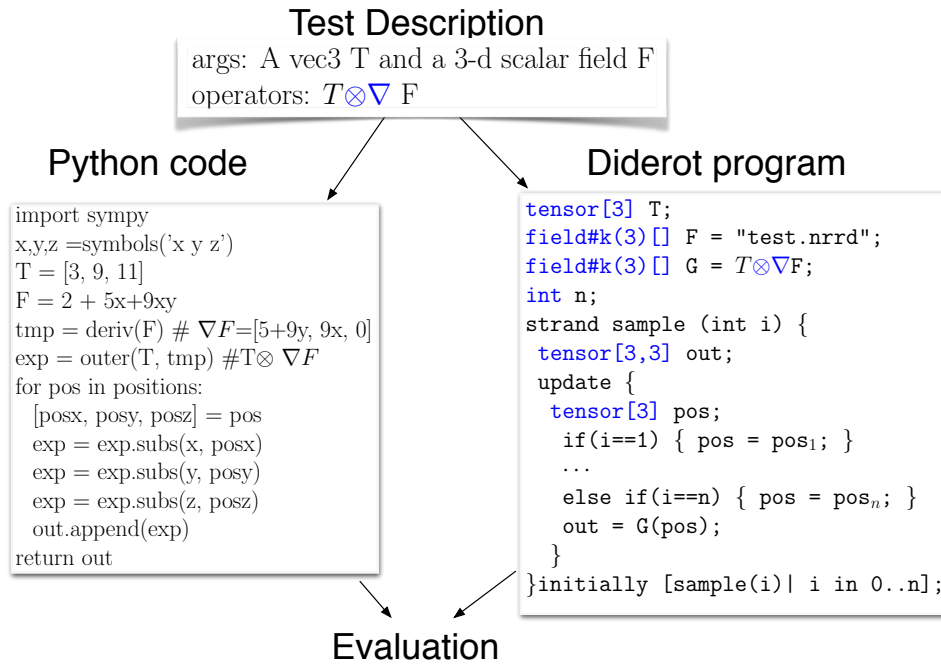 Test Description
args: A vec3 T and a 3-d scalar field F
operators: T⊗∇ F
Python code
import sympy
x,y,z =symbols('x y z')
T = [3, 9, 11]
F = 2 + 5x+9xy
tmp = deriv(F) # ∇F=[5+9y, 9x, 0]
exp = outer(T, tmp) #T⊗ ∇F
for pos in positions:
[posx, posy, posz] = pos
exp = exp.subs(x, posx)
exp = exp.subs(y, posy)
exp = exp.subs(z, posz)
out.append(exp)
return out
Diderot program
tensor[3] T;
field#k(3)[] F = "test.nrrd";
field#k(3)[] G = T⊗∇F;
int n;
strand sample (int i) {
tensor[3,3] out;
update {
tensor[3] pos;
if(i==1) { pos = pos₁; }
...
else if(i==n) { pos = posₙ; }
out = G(pos);
}
}initially [sample(i)| i in 0..n];
Evaluation